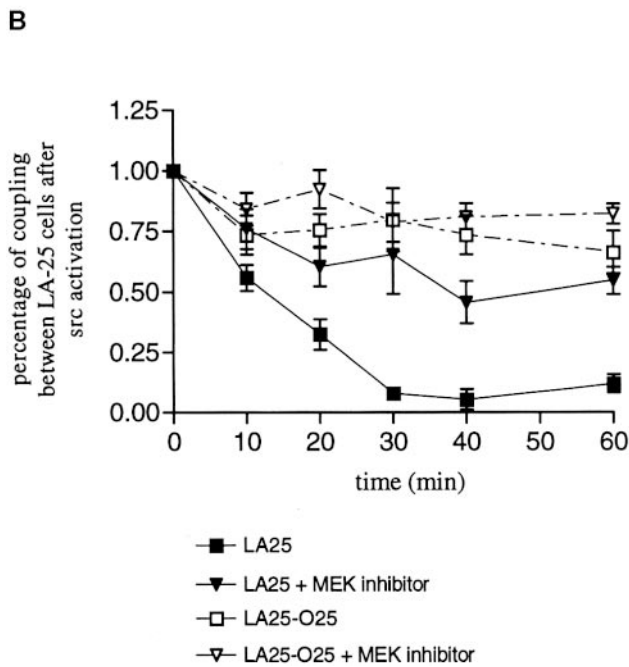 B
percentage of coupling
between LA-25 cells after
src activation
1.25
1.00
0.75
0.50
0.25
0.00
0 10 20 30 40 50 60
time (min)
LA25
LA25 + MEK inhibitor
LA25-O25
LA25-O25 + MEK inhibitor